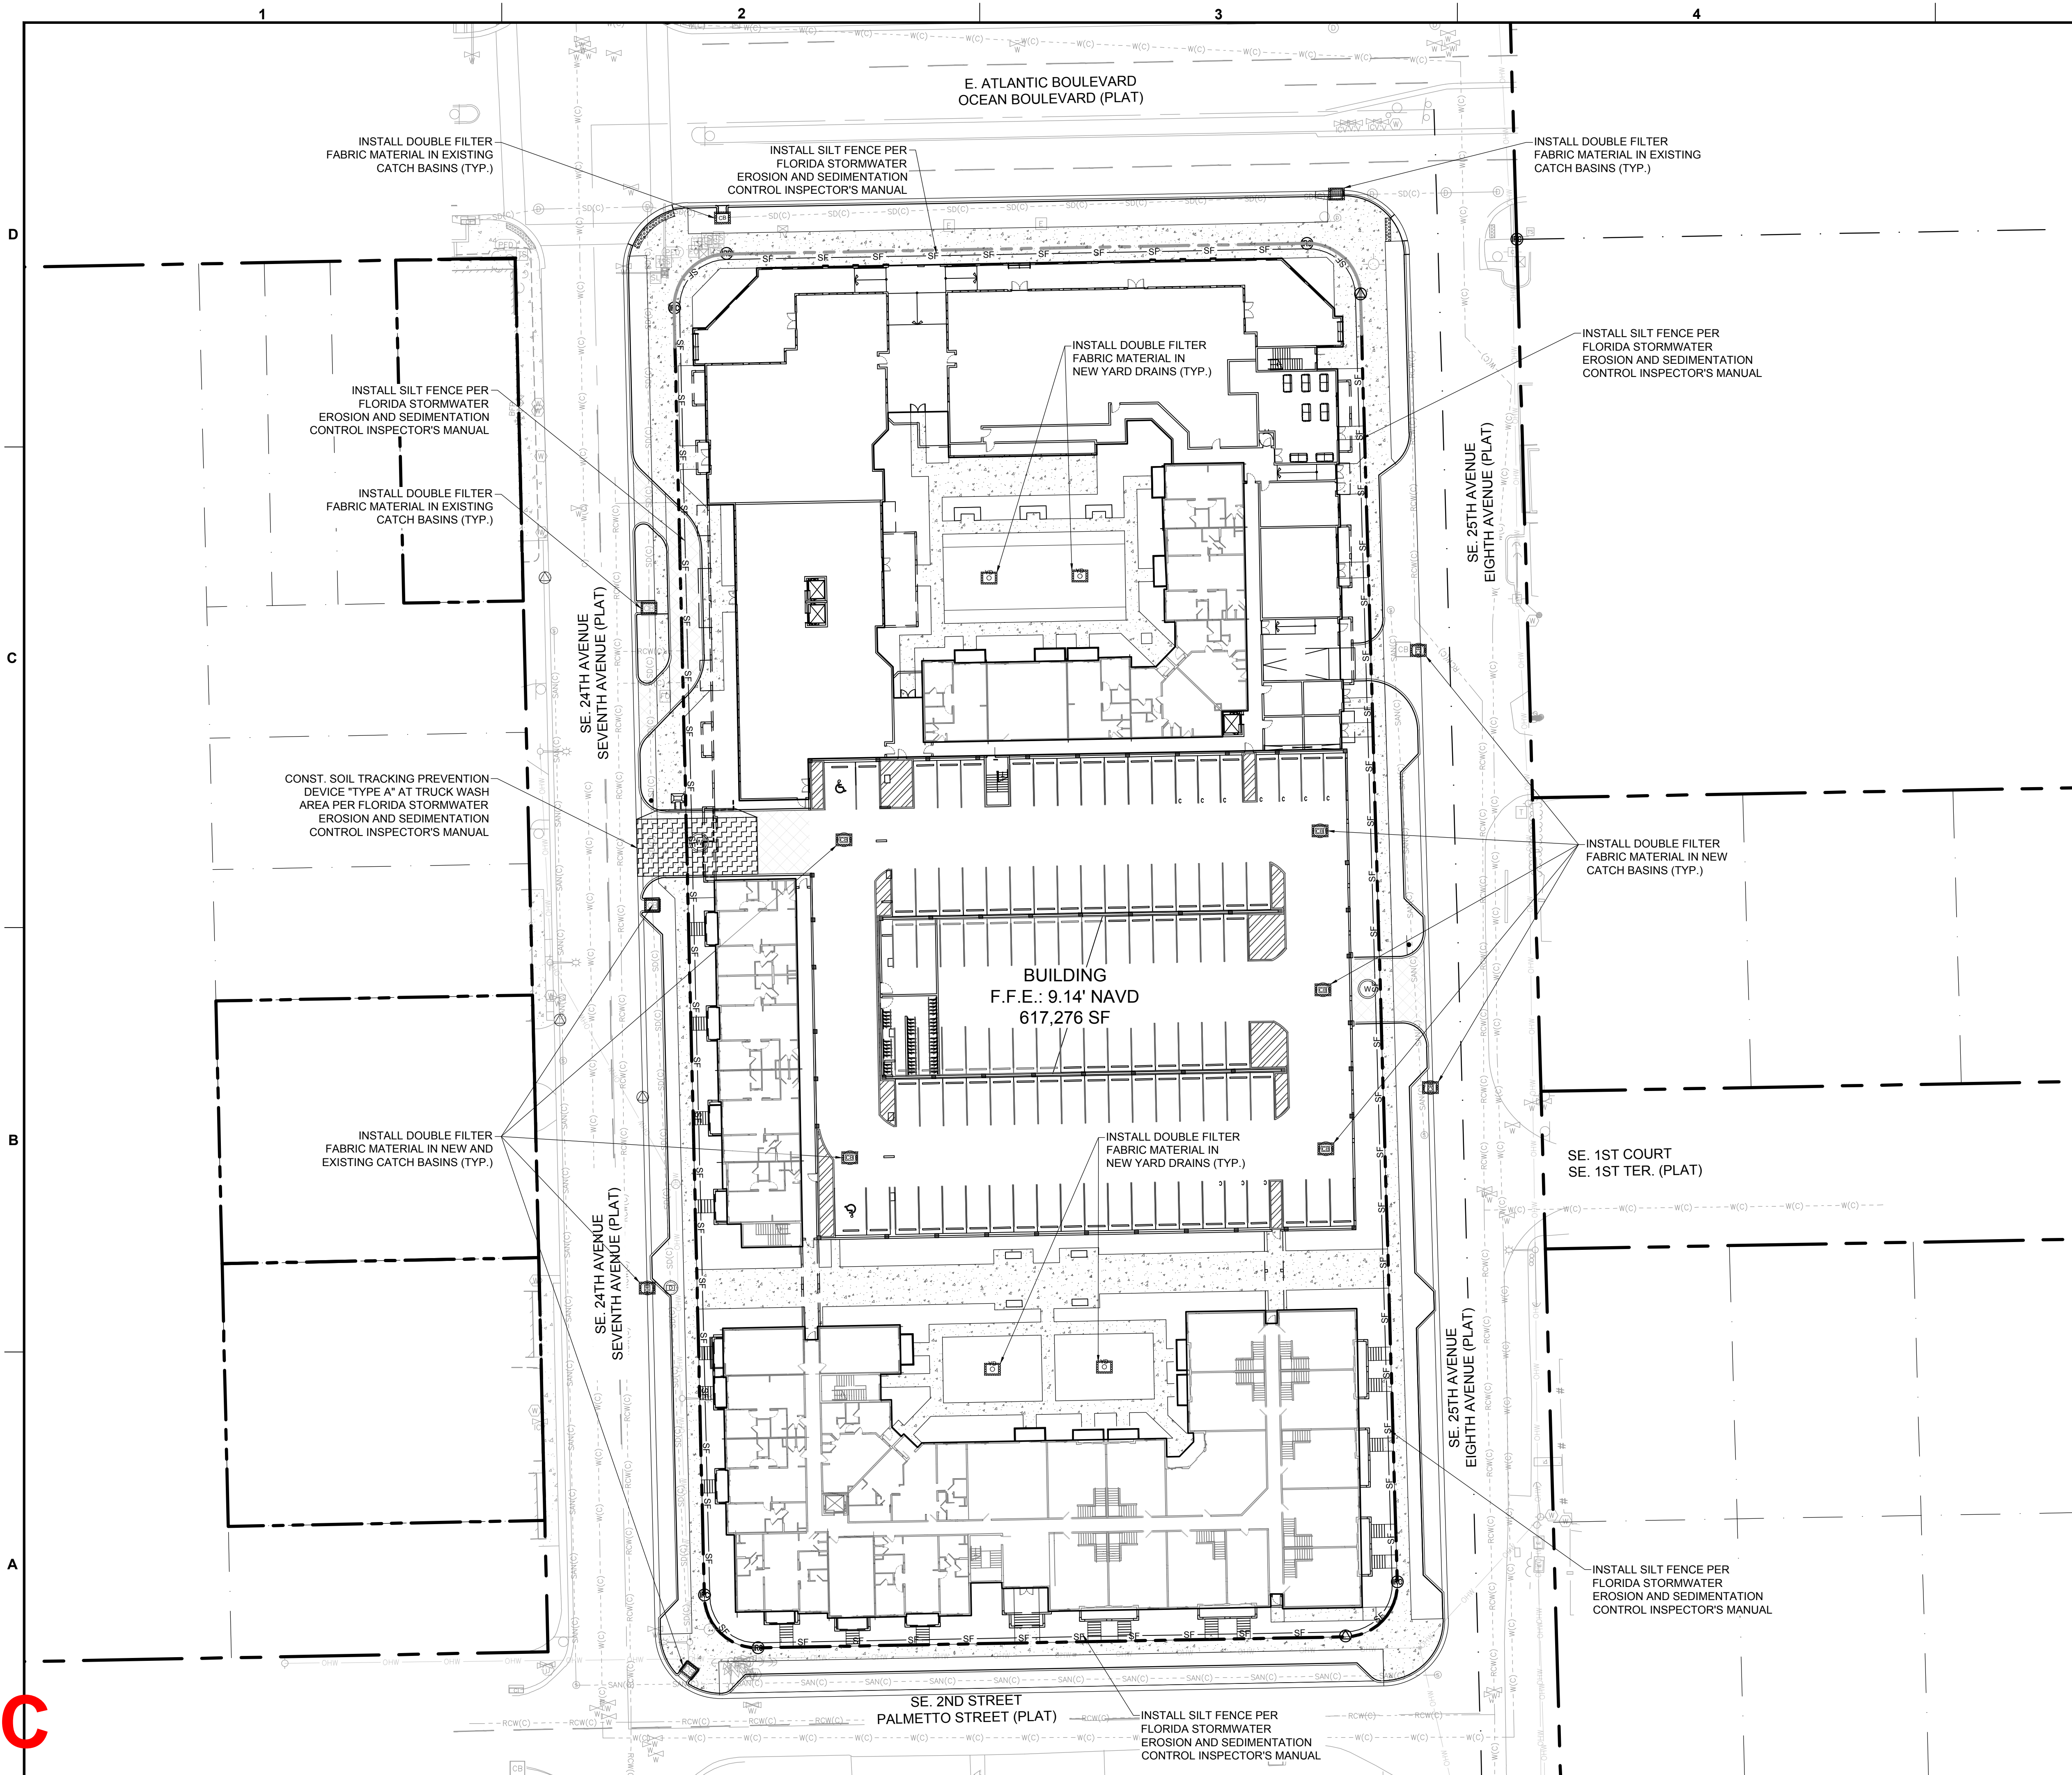 1
2
3
4
E. ATLANTIC BOULEVARD
OCEAN BOULEVARD (PLAT)
INSTALL DOUBLE FILTER
FABRIC MATERIAL IN EXISTING
CATCH BASINS (TYP.)
INSTALL SILT FENCE PER
FLORIDA STORMWATER
EROSION AND SEDIMENTATION
CONTROL INSPECTOR'S MANUAL
INSTALL DOUBLE FILTER
FABRIC MATERIAL IN EXISTING
CATCH BASINS (TYP.)
D
INSTALL DOUBLE FILTER
FABRIC MATERIAL IN
NEW YARD DRAINS (TYP.)
INSTALL SILT FENCE PER
FLORIDA STORMWATER
EROSION AND SEDIMENTATION
CONTROL INSPECTOR'S MANUAL
INSTALL SILT FENCE PER
FLORIDA STORMWATER
EROSION AND SEDIMENTATION
CONTROL INSPECTOR'S MANUAL
INSTALL DOUBLE FILTER
FABRIC MATERIAL IN EXISTING
CATCH BASINS (TYP.)
SE. 25TH AVENUE
EIGHTH AVENUE (PLAT)
C
SE. 24TH AVENUE
SEVENTH AVENUE (PLAT)
CONST. SOIL TRACKING PREVENTION
DEVICE "TYPE A" AT TRUCK WASH
AREA PER FLORIDA STORMWATER
EROSION AND SEDIMENTATION
CONTROL INSPECTOR'S MANUAL
INSTALL DOUBLE FILTER
FABRIC MATERIAL IN NEW
CATCH BASINS (TYP.)
BUILDING
F.F.E.: 9.14' NAVD
617,276 SF
B
INSTALL DOUBLE FILTER
FABRIC MATERIAL IN NEW AND
EXISTING CATCH BASINS (TYP.)
INSTALL DOUBLE FILTER
FABRIC MATERIAL IN
NEW YARD DRAINS (TYP.)
SE. 1ST COURT
SE. 1ST TER. (PLAT)
SE. 24TH AVENUE
SEVENTH AVENUE (PLAT)
SE. 25TH AVENUE
EIGHTH AVENUE (PLAT)
A
INSTALL SILT FENCE PER
FLORIDA STORMWATER
EROSION AND SEDIMENTATION
CONTROL INSPECTOR'S MANUAL
C
SE. 2ND STREET
PALMETTO STREET (PLAT)
INSTALL SILT FENCE PER
FLORIDA STORMWATER
EROSION AND SEDIMENTATION
CONTROL INSPECTOR'S MANUAL